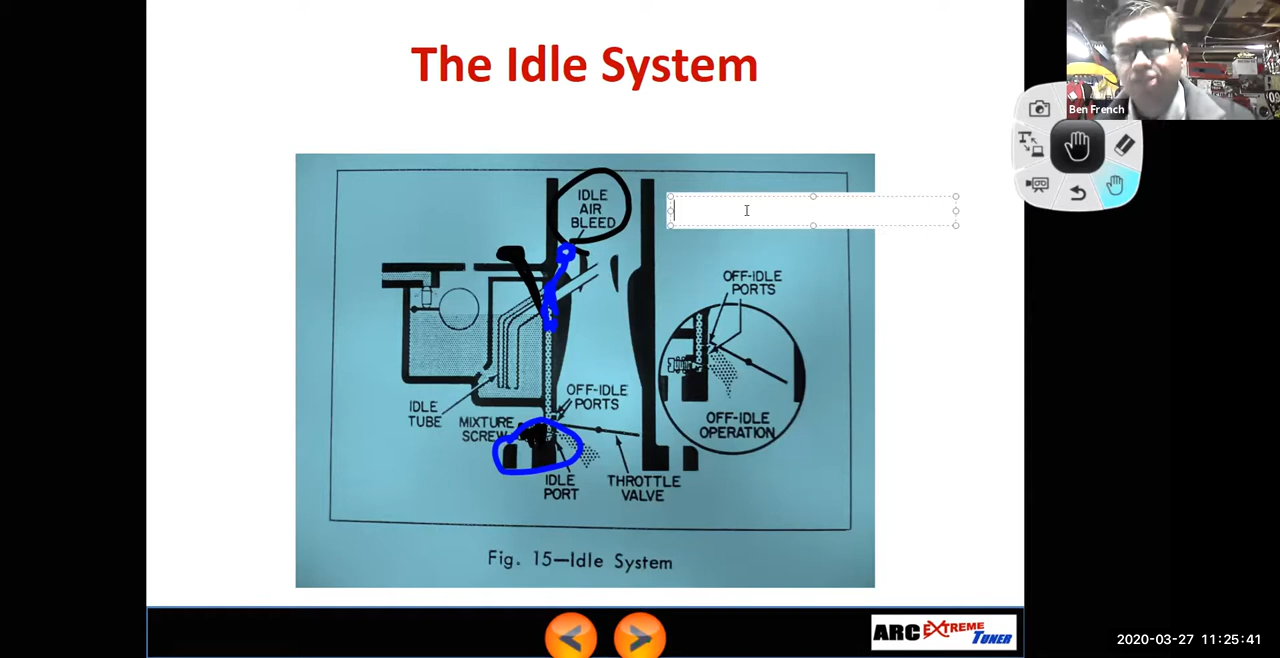 The Idle System
Ben French
IDLE
AIR
BLEED
OFF-IDLE
PORTS
OFF-IDLE
PORTS
IDLE
TUBE
MIXTURE
SCREW
OFF-IDLE
OPERATION
IDLE
PORT
THROTTLE
VALVE
Fig. 15—Idle System
ARC EXTREME
TUNER
2020-03-27 11:25:41